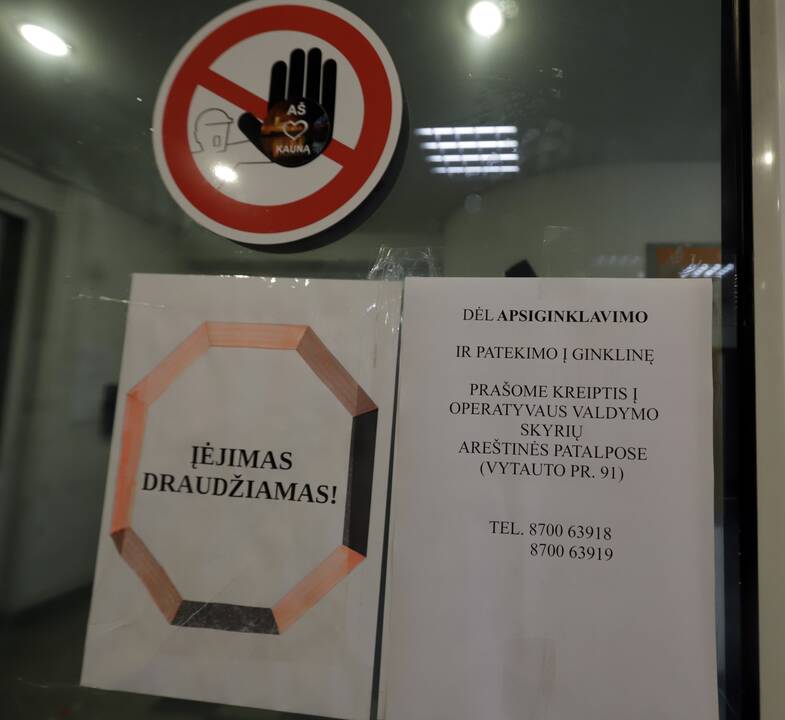 AŠ
KAUNĄ
ĮĖJIMAS
DRAUDŽIAMAS!
DĖL APSIGINKLAVIMO
IR PATEKIMO Į GINKLINĘ
PRAŠOME KREIPTIS Į
OPERATYVAUS VALDYMO
SKYRIŲ
AREŠTINĖS PATALPOSE
(VYTAUTO PR. 91)
TEL. 8700 63918
8700 63919